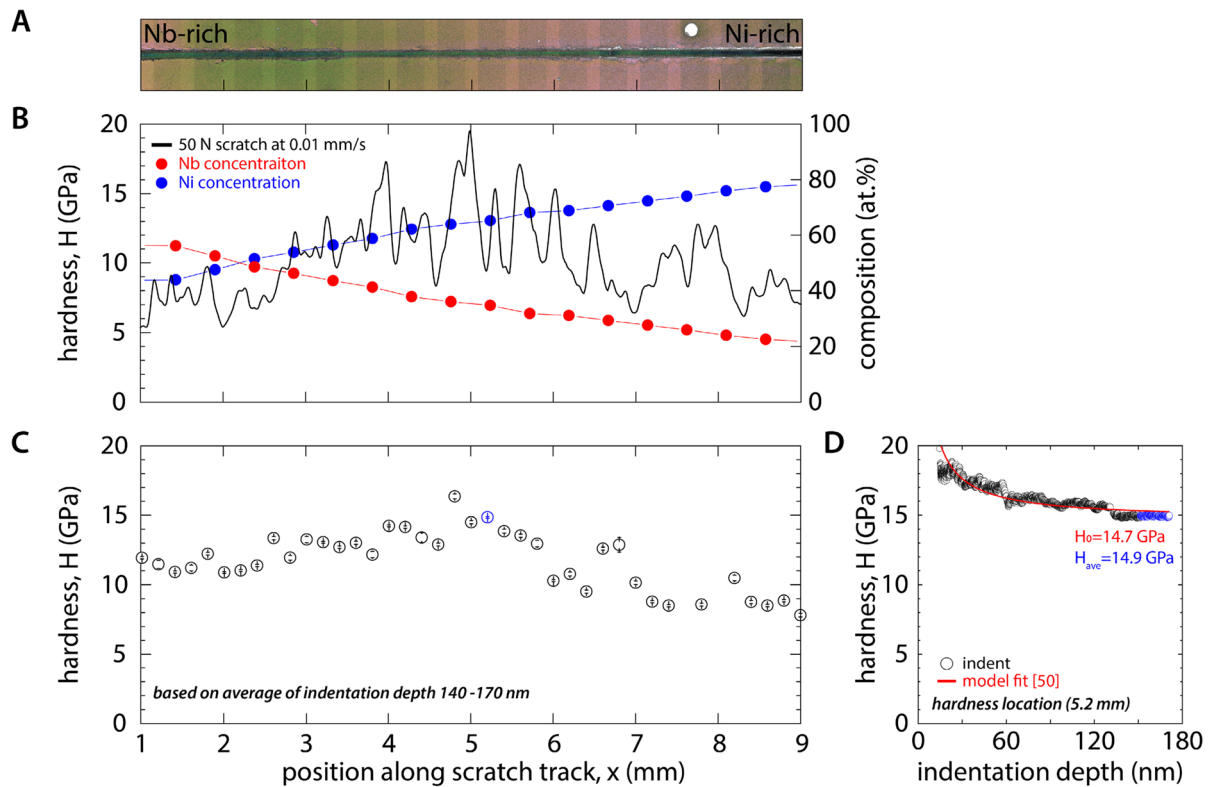 A
Nb-rich
Ni-rich
B
20
15
10
5
0
hardness, H (GPa)
50 N scratch at 0.01 mm/s
Nb concentraiton
Ni concentration
100
80
60
40
20
0
composition (at.%)
C
20
15
10
5
0
hardness, H (GPa)
based on average of indentation depth 140 -170 nm
1 2 3 4 5 6 7 8 9
position along scratch track, x (mm)
D
20
15
10
5
0
hardness, H (GPa)
H₀=14.7 GPa
Have=14.9 GPa
indent
model fit [50]
hardness location (5.2 mm)
0 60 120 180
indentation depth (nm)